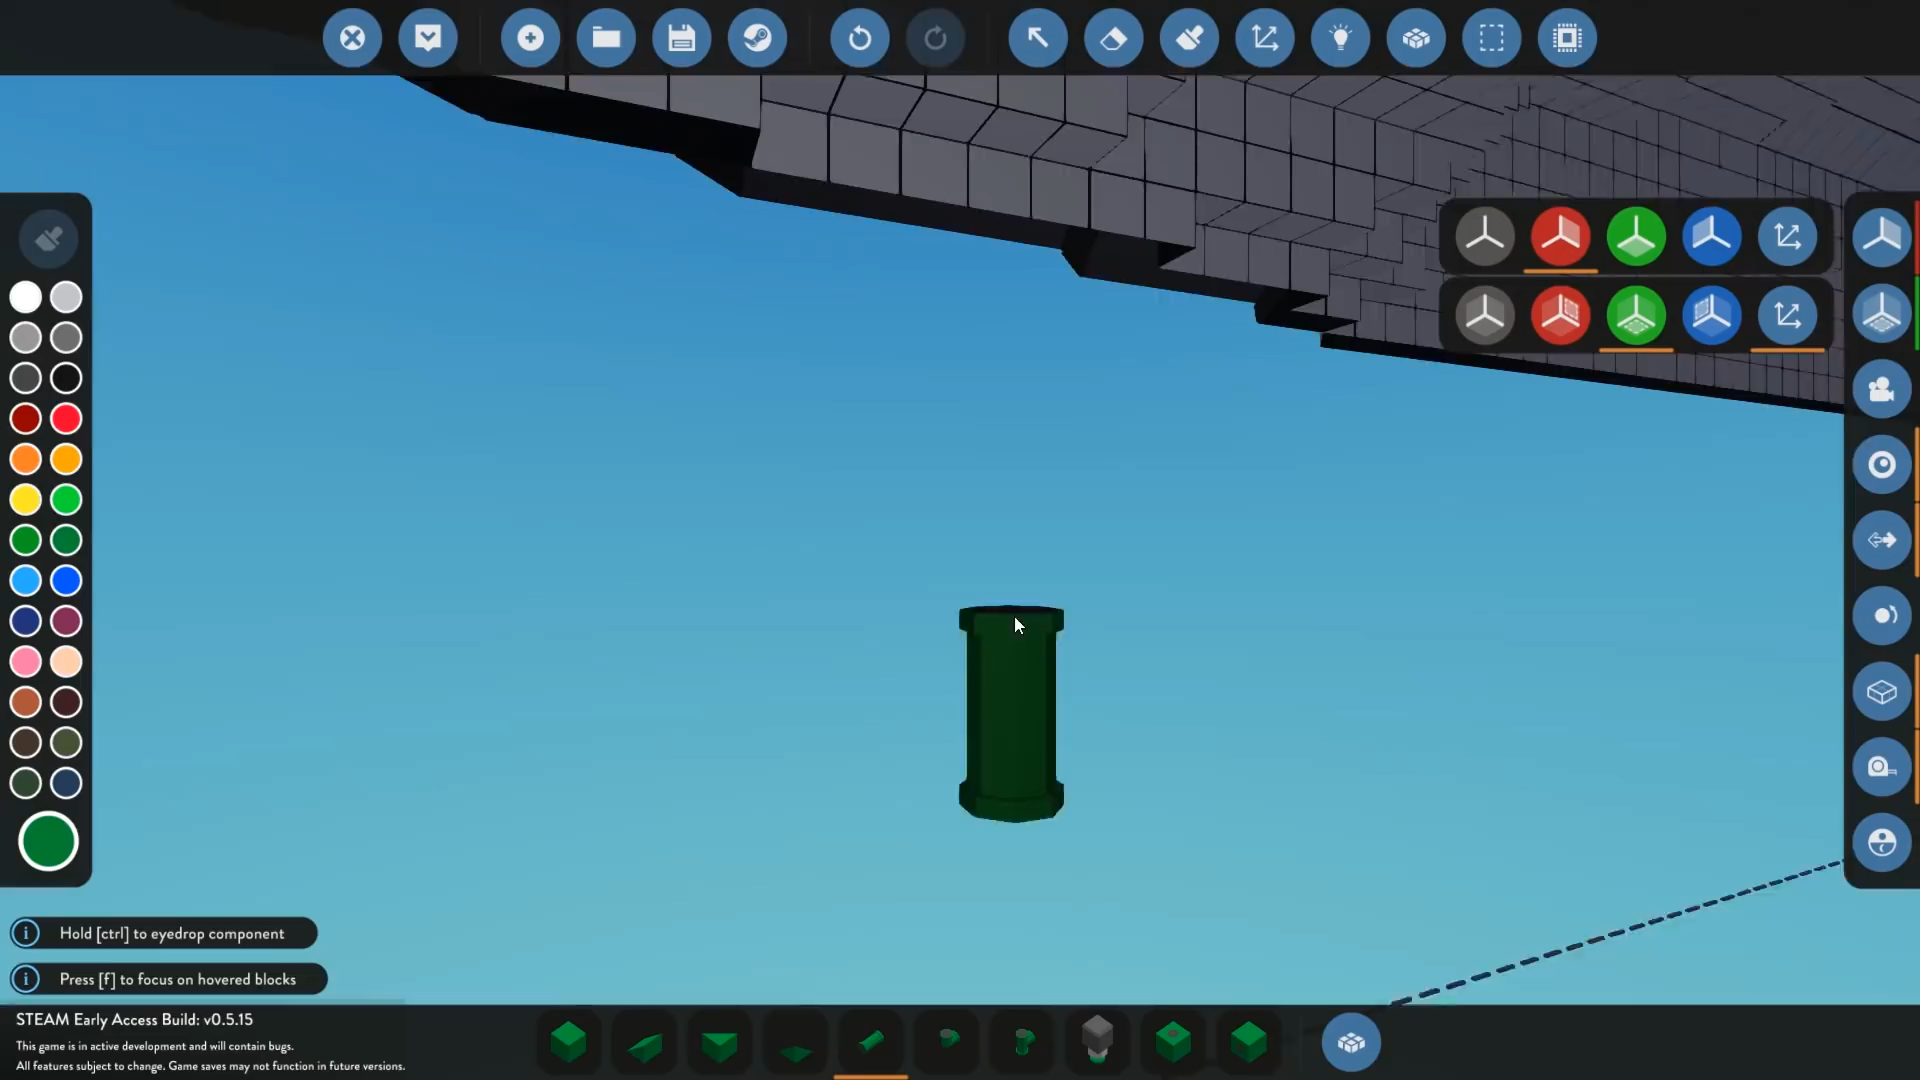 Hold [ctrl] to eyedrop component
Press [f] to focus on hovered blocks
STEAM Early Access Build: v0.5.15
This game is in active development and will contain bugs.
All features subject to change. Game saves may not function in future versions.